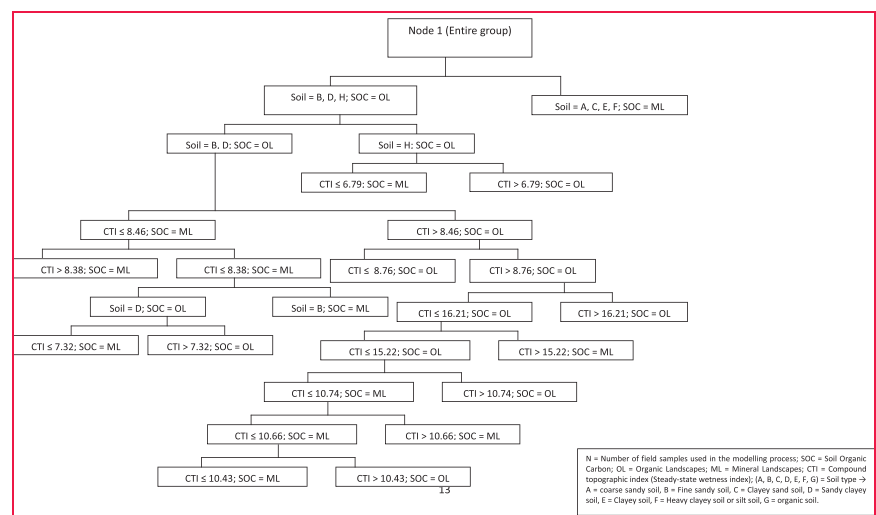 Node 1 (Entire group)
Soil = B, D, H; SOC = OL
Soil = A, C, E, F; SOC = ML
Soil = B, D: SOC = OL
Soil = H: SOC = OL
CTI ≤ 6.79; SOC = ML
CTI > 6.79; SOC = OL
CTI ≤ 8.46; SOC = ML
CTI > 8.46; SOC = OL
CTI > 8.38; SOC = ML
CTI ≤ 8.38; SOC = ML
CTI ≤ 8.76; SOC = OL
CTI > 8.76; SOC = OL
Soil = D; SOC = OL
Soil = B; SOC = ML
CTI ≤ 16.21; SOC = OL
CTI > 16.21; SOC = OL
CTI ≤ 7.32; SOC = ML
CTI > 7.32; SOC = OL
CTI ≤ 15.22; SOC = OL
CTI > 15.22; SOC = ML
CTI ≤ 10.74; SOC = ML
CTI > 10.74; SOC = OL
CTI ≤ 10.66; SOC = ML
CTI > 10.66; SOC = ML
CTI ≤ 10.43; SOC = ML
CTI > 10.43; SOC = OL
13
N = Number of field samples used in the modelling process; SOC = Soil Organic
Carbon; OL = Organic Landscapes; ML = Mineral Landscapes; CTI = Compound
topographic index (Steady-state wetness index); (A, B, C, D, E, F, G) = Soil type →
A = coarse sandy soil, B = Fine sandy soil, C = Clayey sand soil, D = Sandy clayey
soil, E = Clayey soil, F = Heavy clayey soil or silt soil, G = organic soil.